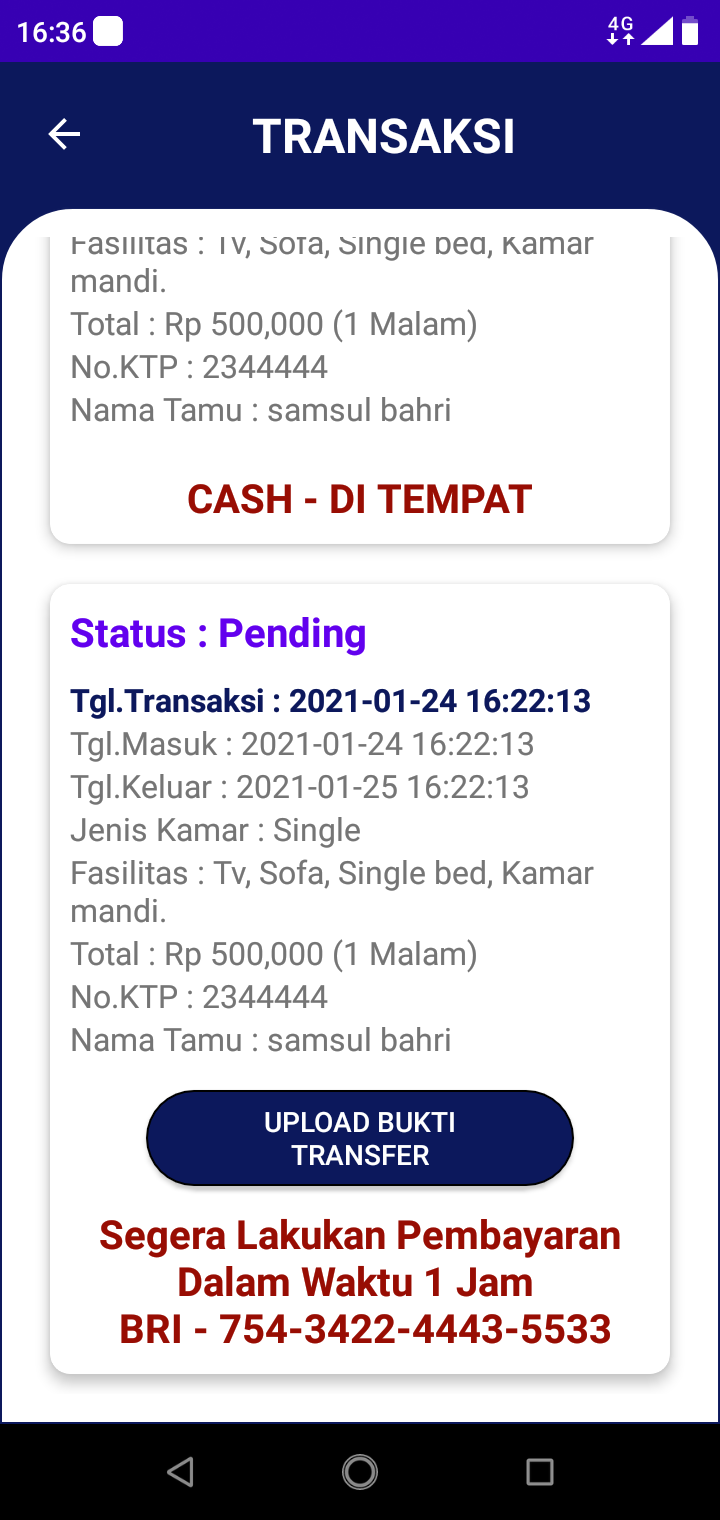 16:36
4G
TRANSAKSI
Fasilitas : Tv, Sofa, Single bed, Kamar
mandi.
Total : Rp 500,000 (1 Malam)
No.KTP : 2344444
Nama Tamu : samsul bahri
CASH - DI TEMPAT
Status : Pending
Tgl.Transaksi : 2021-01-24 16:22:13
Tgl.Masuk : 2021-01-24 16:22:13
Tgl.Keluar : 2021-01-25 16:22:13
Jenis Kamar : Single
Fasilitas : Tv, Sofa, Single bed, Kamar
mandi.
Total : Rp 500,000 (1 Malam)
No.KTP : 2344444
Nama Tamu : samsul bahri
UPLOAD BUKTI
TRANSFER
Segera Lakukan Pembayaran
Dalam Waktu 1 Jam
BRI - 754-3422-4443-5533